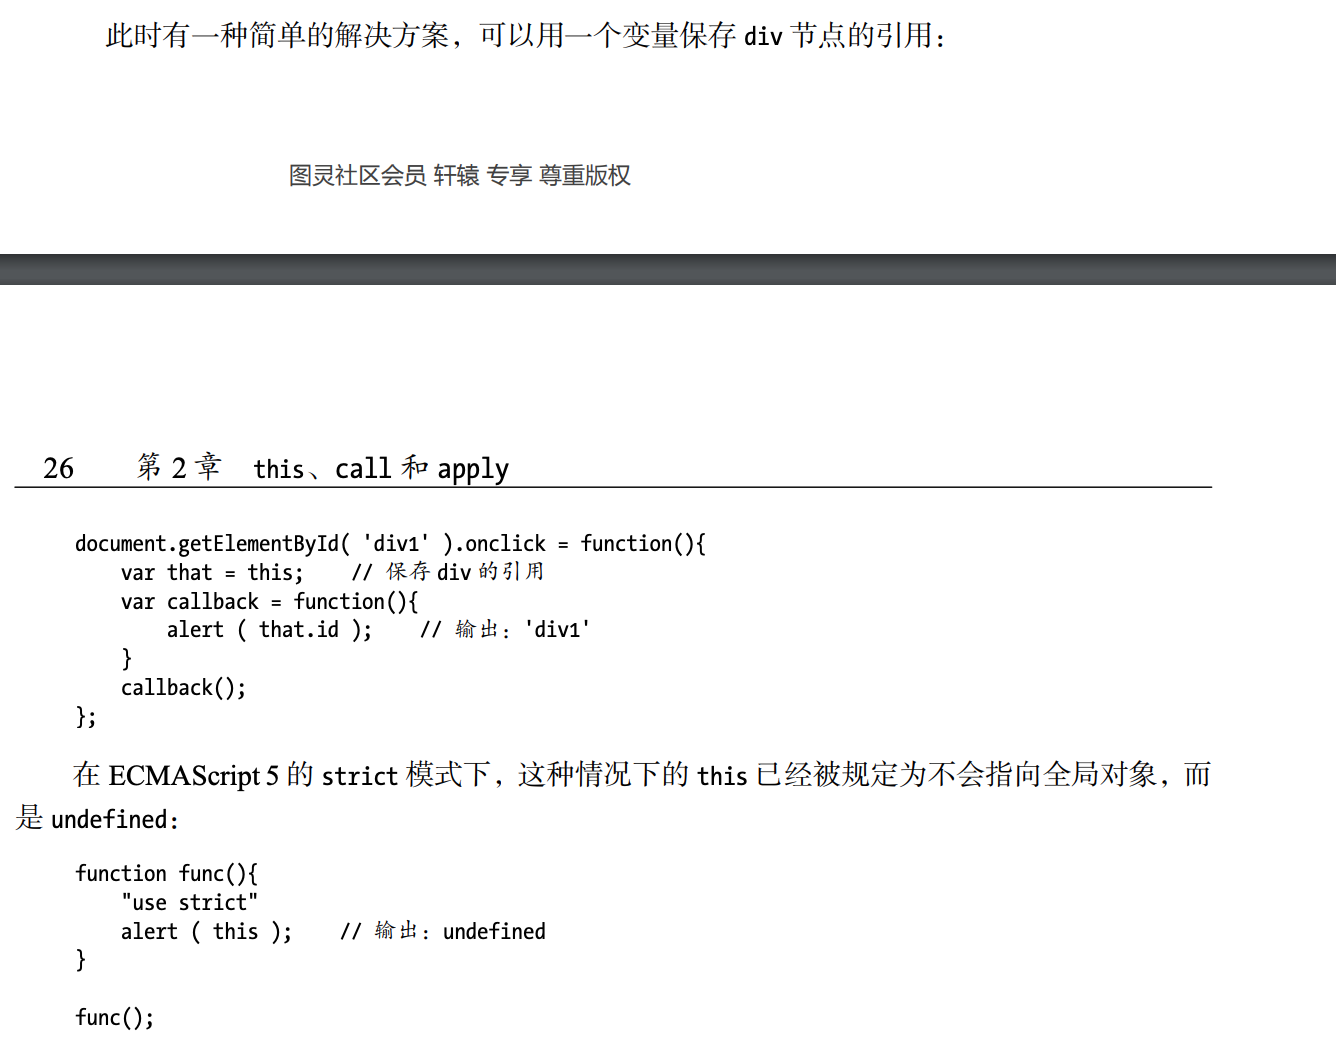 此时有一种简单的解决方案，可以用一个变量保存 div 节点的引用：
图灵社区会员 轩辕 专享 尊重版权
26 第 2 章 this、call 和 apply
document.getElementById( 'div1' ).onclick = function(){
    var that = this;    // 保存 div 的引用
    var callback = function(){
        alert ( that.id );    // 输出：'div1'
    }
    callback();
};
在 ECMAScript 5 的 strict 模式下，这种情况下的 this 已经被规定为不会指向全局对象，而
是 undefined：
function func(){
    "use strict"
    alert ( this );    // 输出：undefined
}
func();